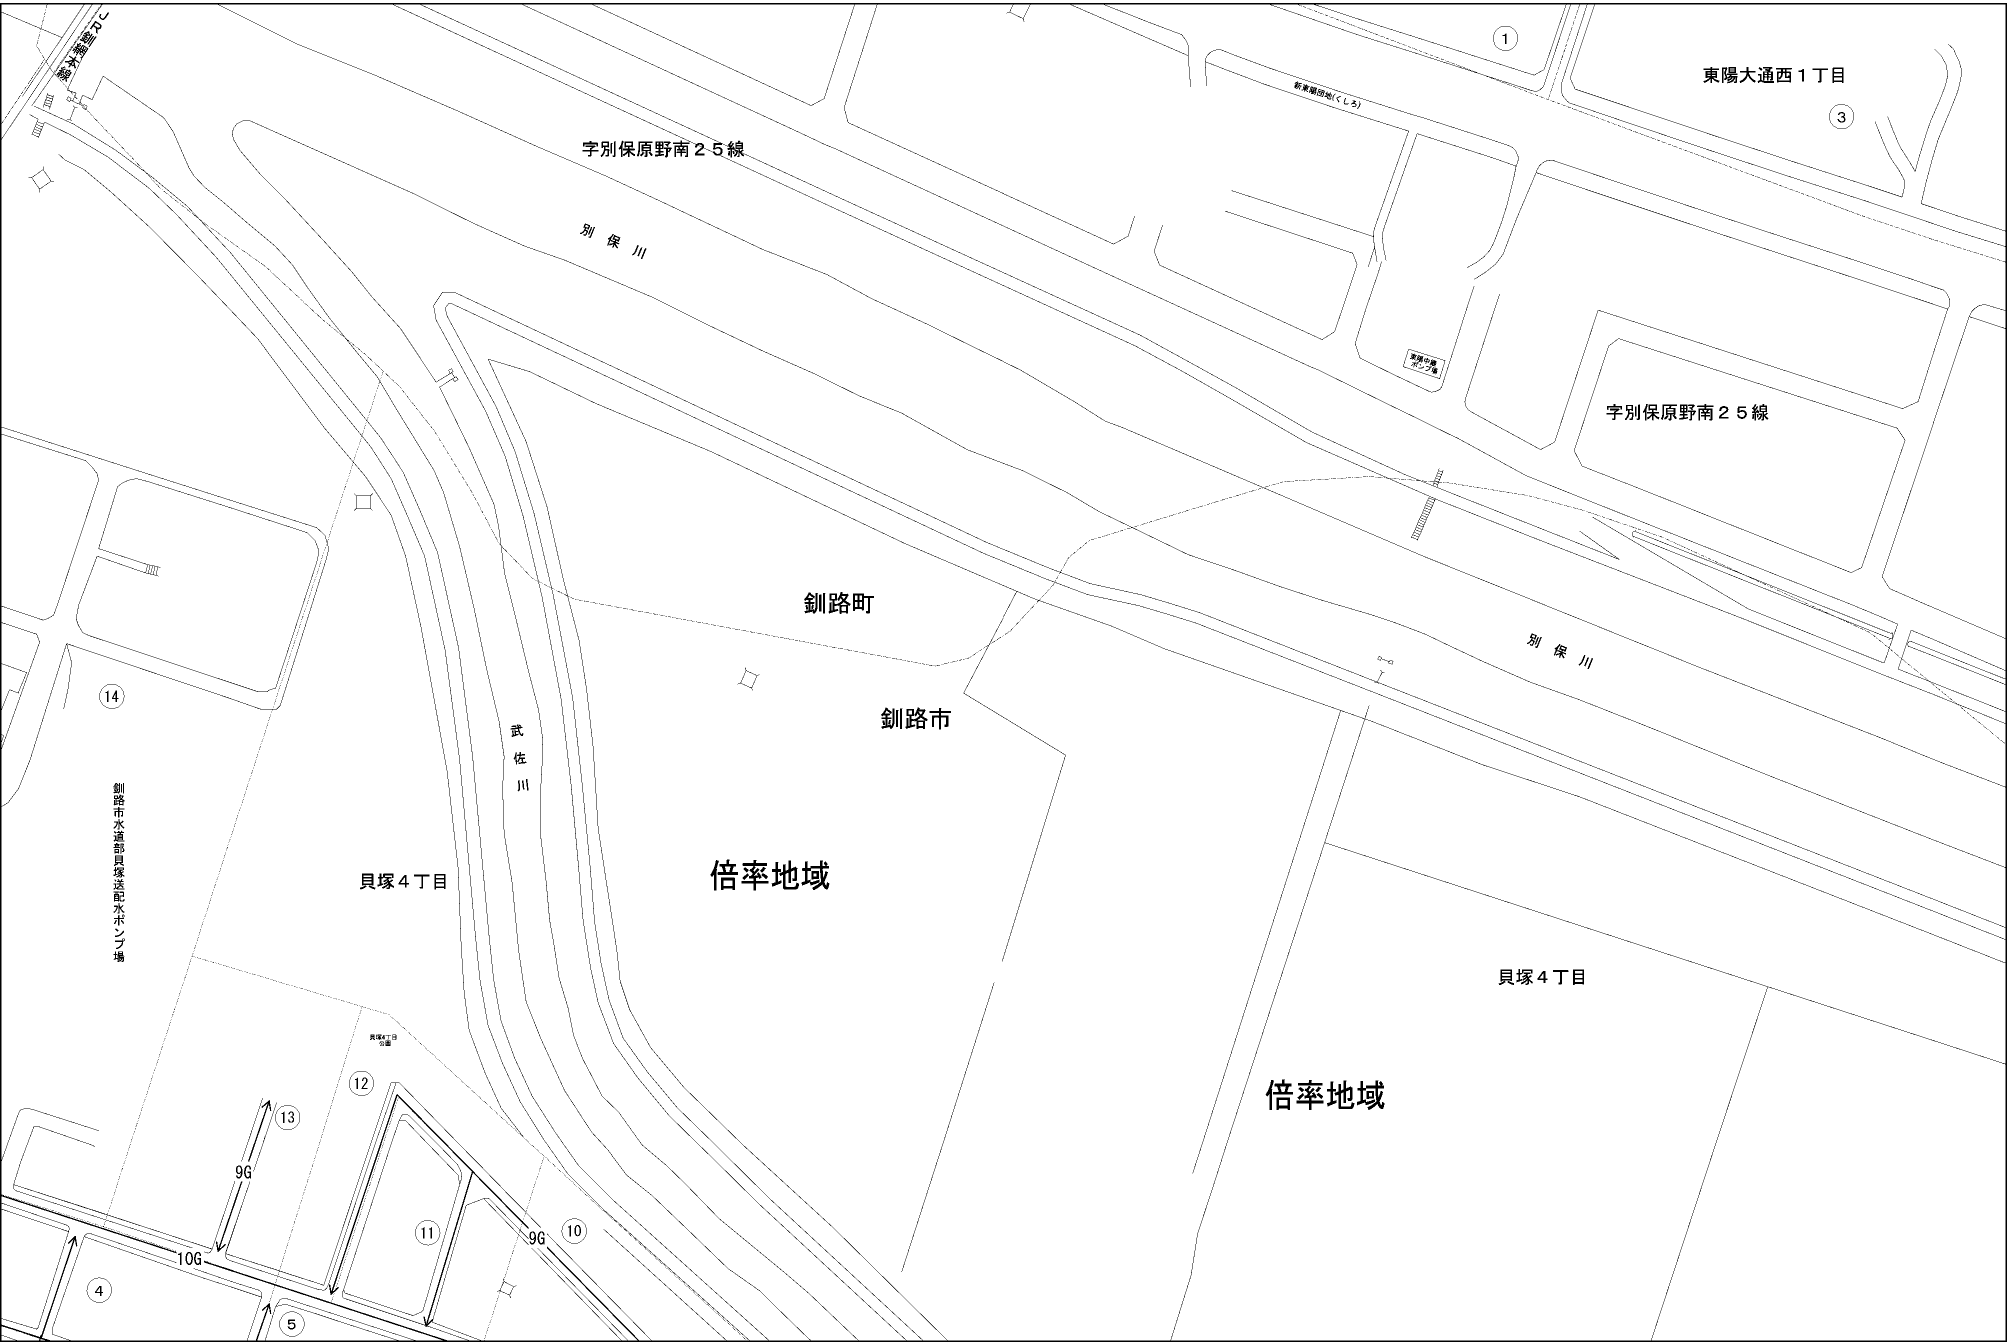 JR釧網本線
①
東陽大通西１丁目
新東陽団地(くしろ)
③
字別保原野南２５線
別保川
東陽中継
ポンプ場
字別保原野南２５線
釧路町
別保川
⑭
釧路市
武佐川
釧路市水道部貝塚送配水ポンプ場
貝塚４丁目
倍率地域
貝塚４丁目
貝塚4丁目
公園
⑫
倍率地域
⑬
9G
⑪
⑩
9G
10G
④
⑤